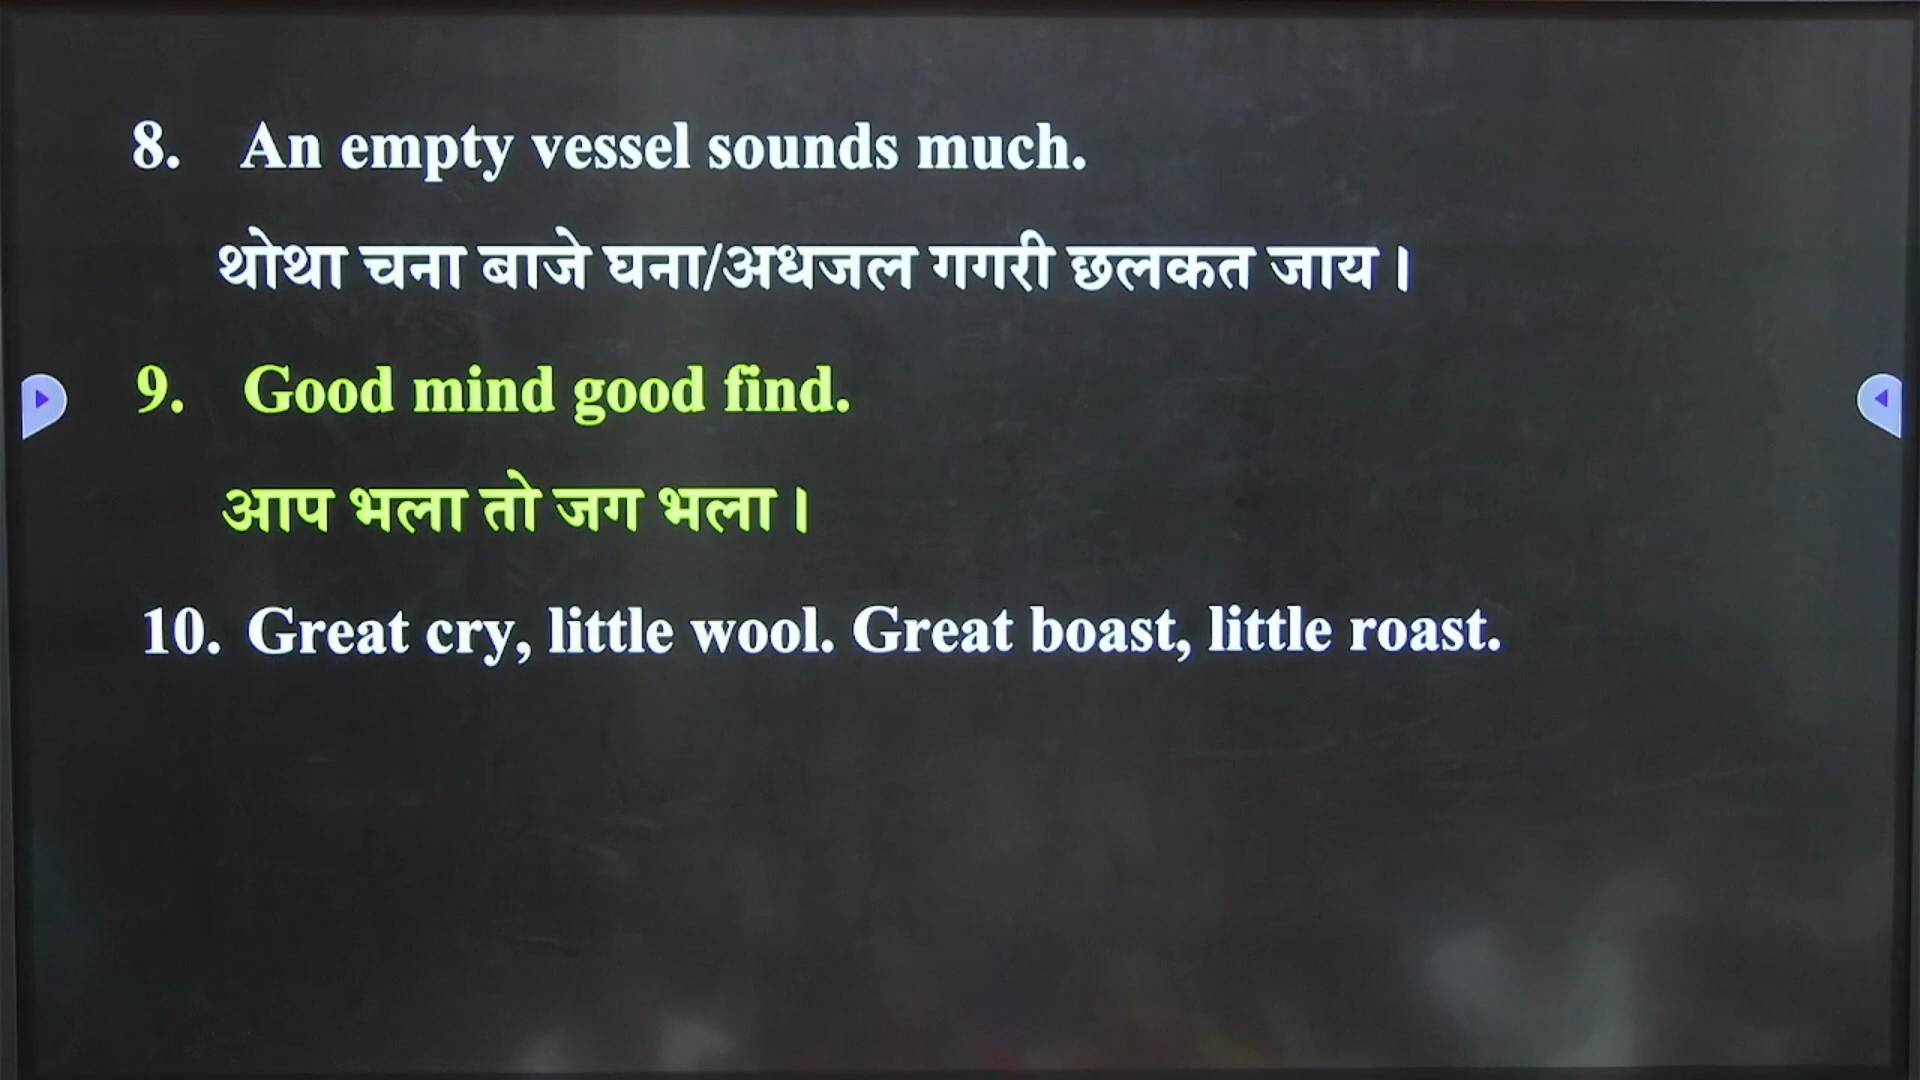 8. An empty vessel sounds much.
थोथा चना बाजे घना/अधजल गगरी छलकत जाय।
9. Good mind good find.
आप भला तो जग भला।
10. Great cry, little wool. Great boast, little roast.